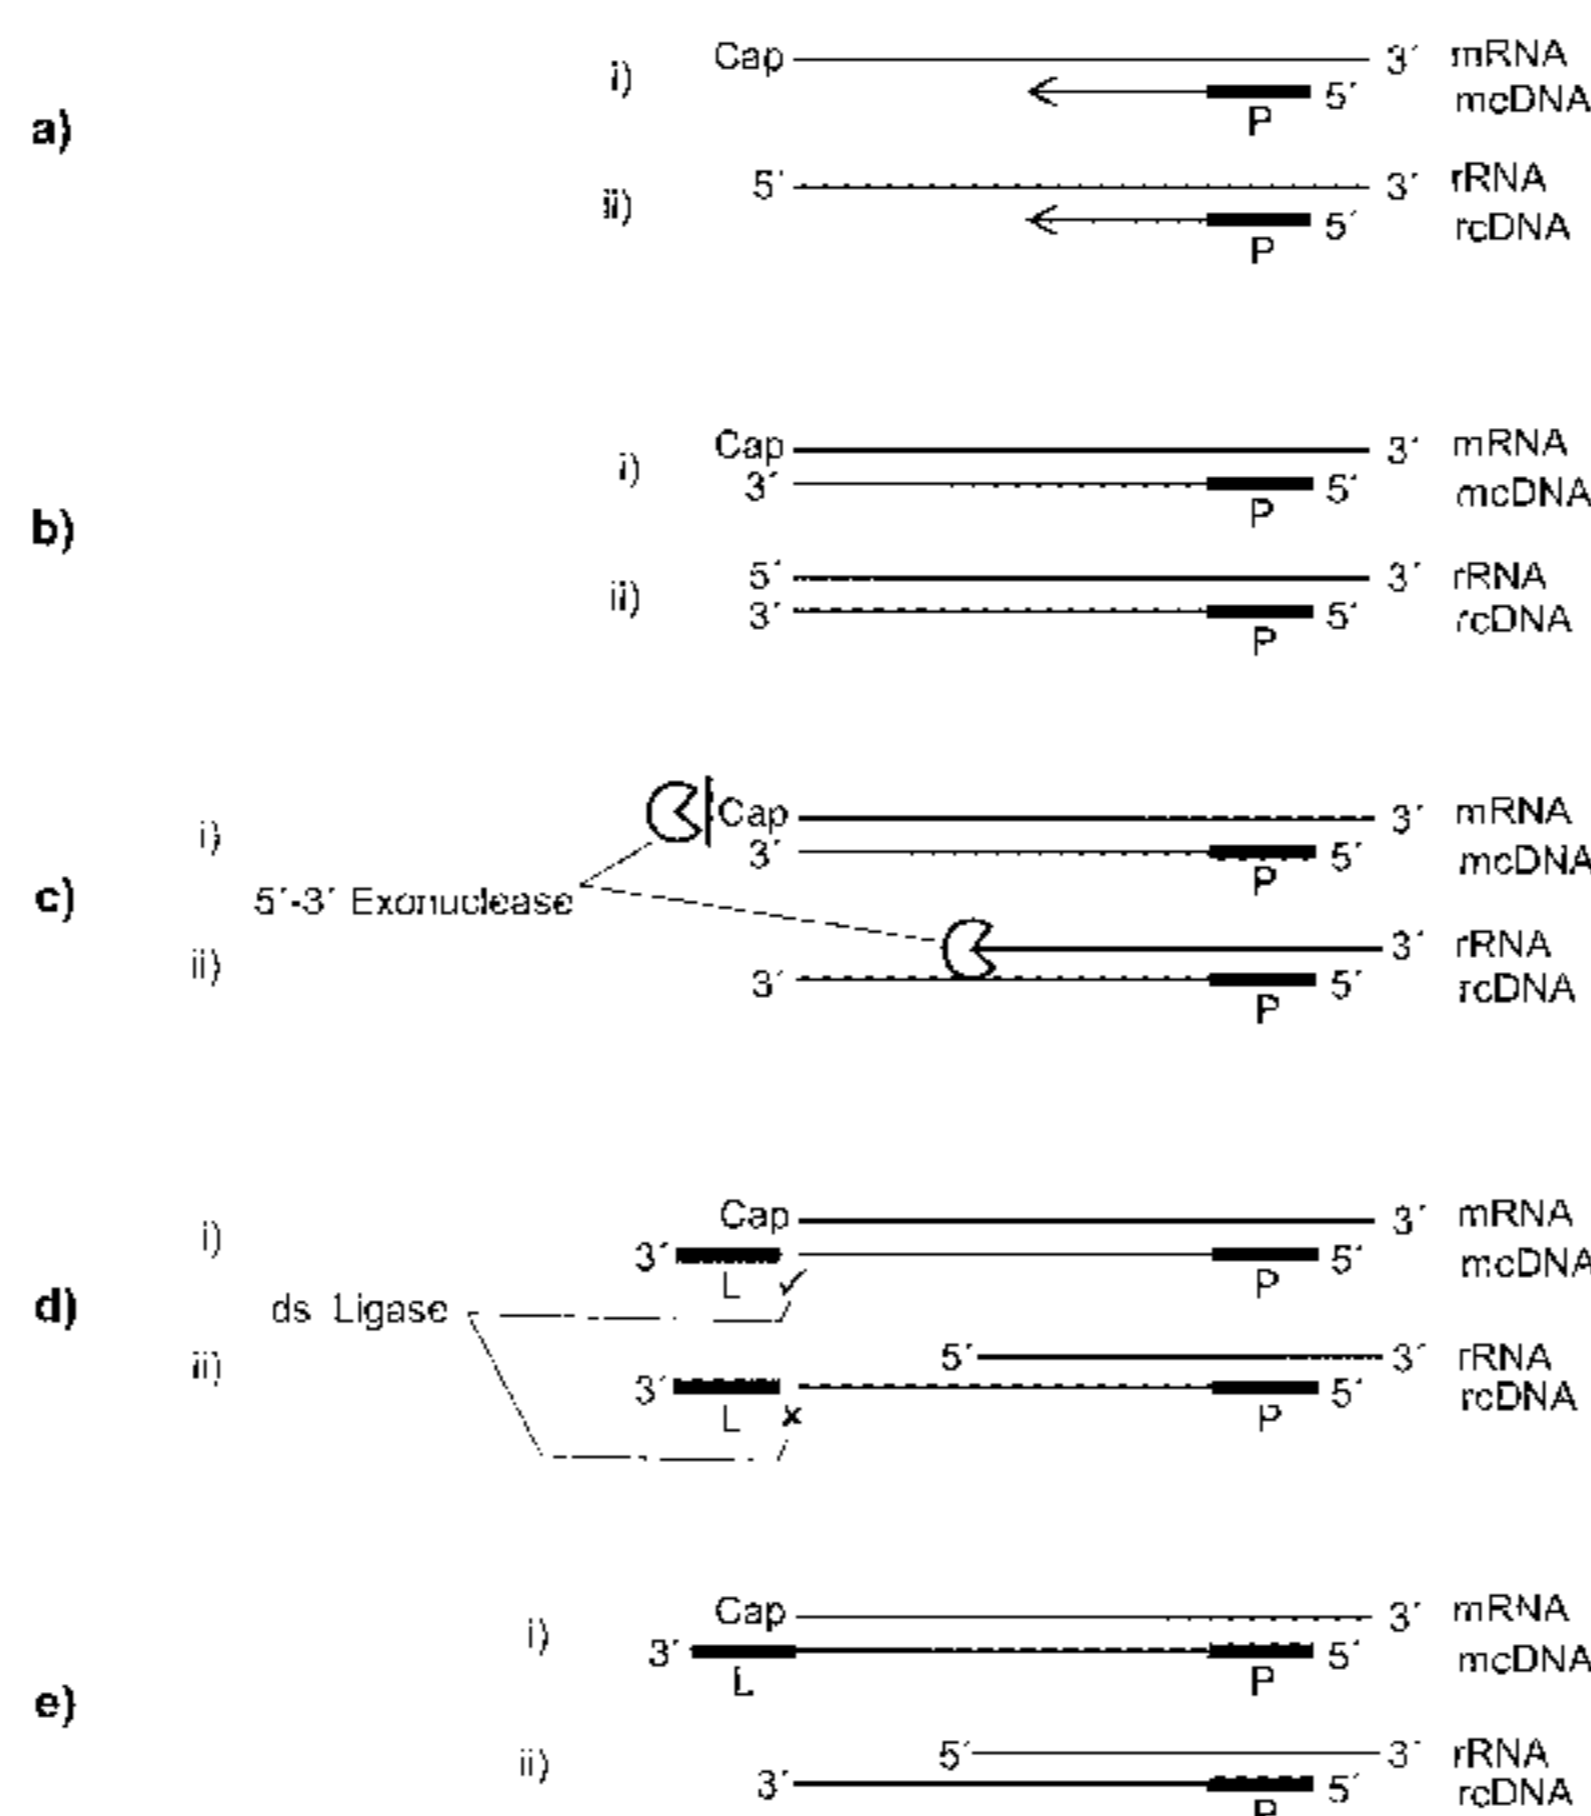 a)
i) Cap 3´ mRNA
5´ mcDNA
P
ii) 5´ 3´ rRNA
5´ rcDNA
P
b)
i) Cap 3´ mRNA
3´ 5´ mcDNA
P
ii) 5´ 3´ rRNA
3´ 5´ rcDNA
P
c)
i) Cap 3´ mRNA
3´ 5´ mcDNA
P
5´-3´ Exonuclease
ii) 3´ rRNA
3´ 5´ rcDNA
P
d)
i) Cap 3´ mRNA
3´ 5´ mcDNA
L P
ds Ligase
ii) 5´ 3´ rRNA
3´ 5´ rcDNA
L P
e)
i) Cap 3´ mRNA
3´ 5´ mcDNA
L P
ii) 5´ 3´ rRNA
3´ 5´ rcDNA
P